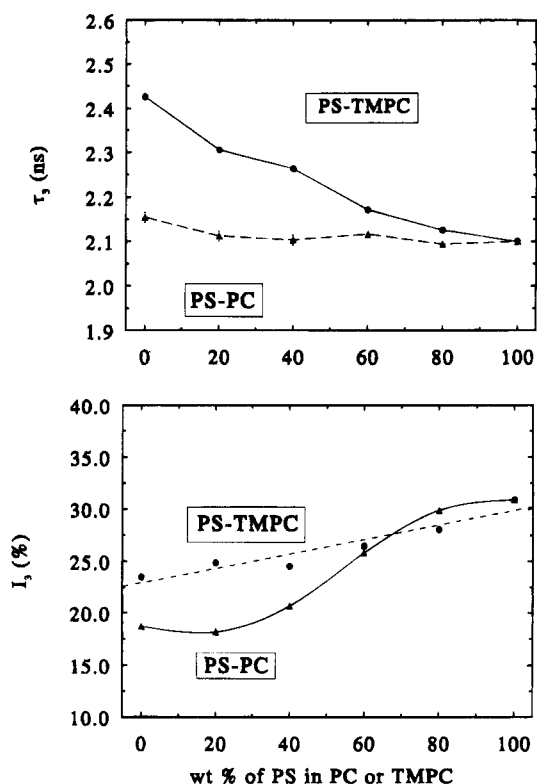 2.6
2.5
2.4
2.3
2.2
2.1
2.0
1.9
τ₃ (ns)
PS-TMPC
PS-PC
0 20 40 60 80 100
40.0
35.0
30.0
25.0
20.0
15.0
10.0
I₃ (%)
PS-TMPC
PS-PC
0 20 40 60 80 100
wt % of PS in PC or TMPC